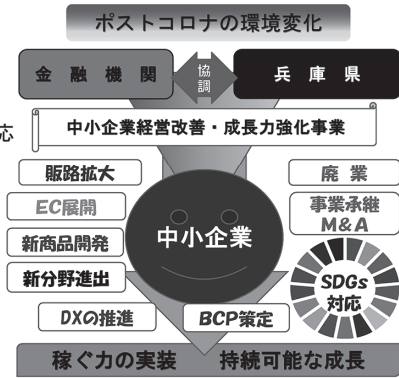 ポストコロナの環境変化
金融機関
協調
兵庫県
応
中小企業経営改善・成長力強化事業
販路拡大
廃業
EC展開
事業承継
M&A
新商品開発
中小企業
新分野進出
SDGs
対応
DXの推進
BCP策定
稼ぐ力の実装 持続可能な成長